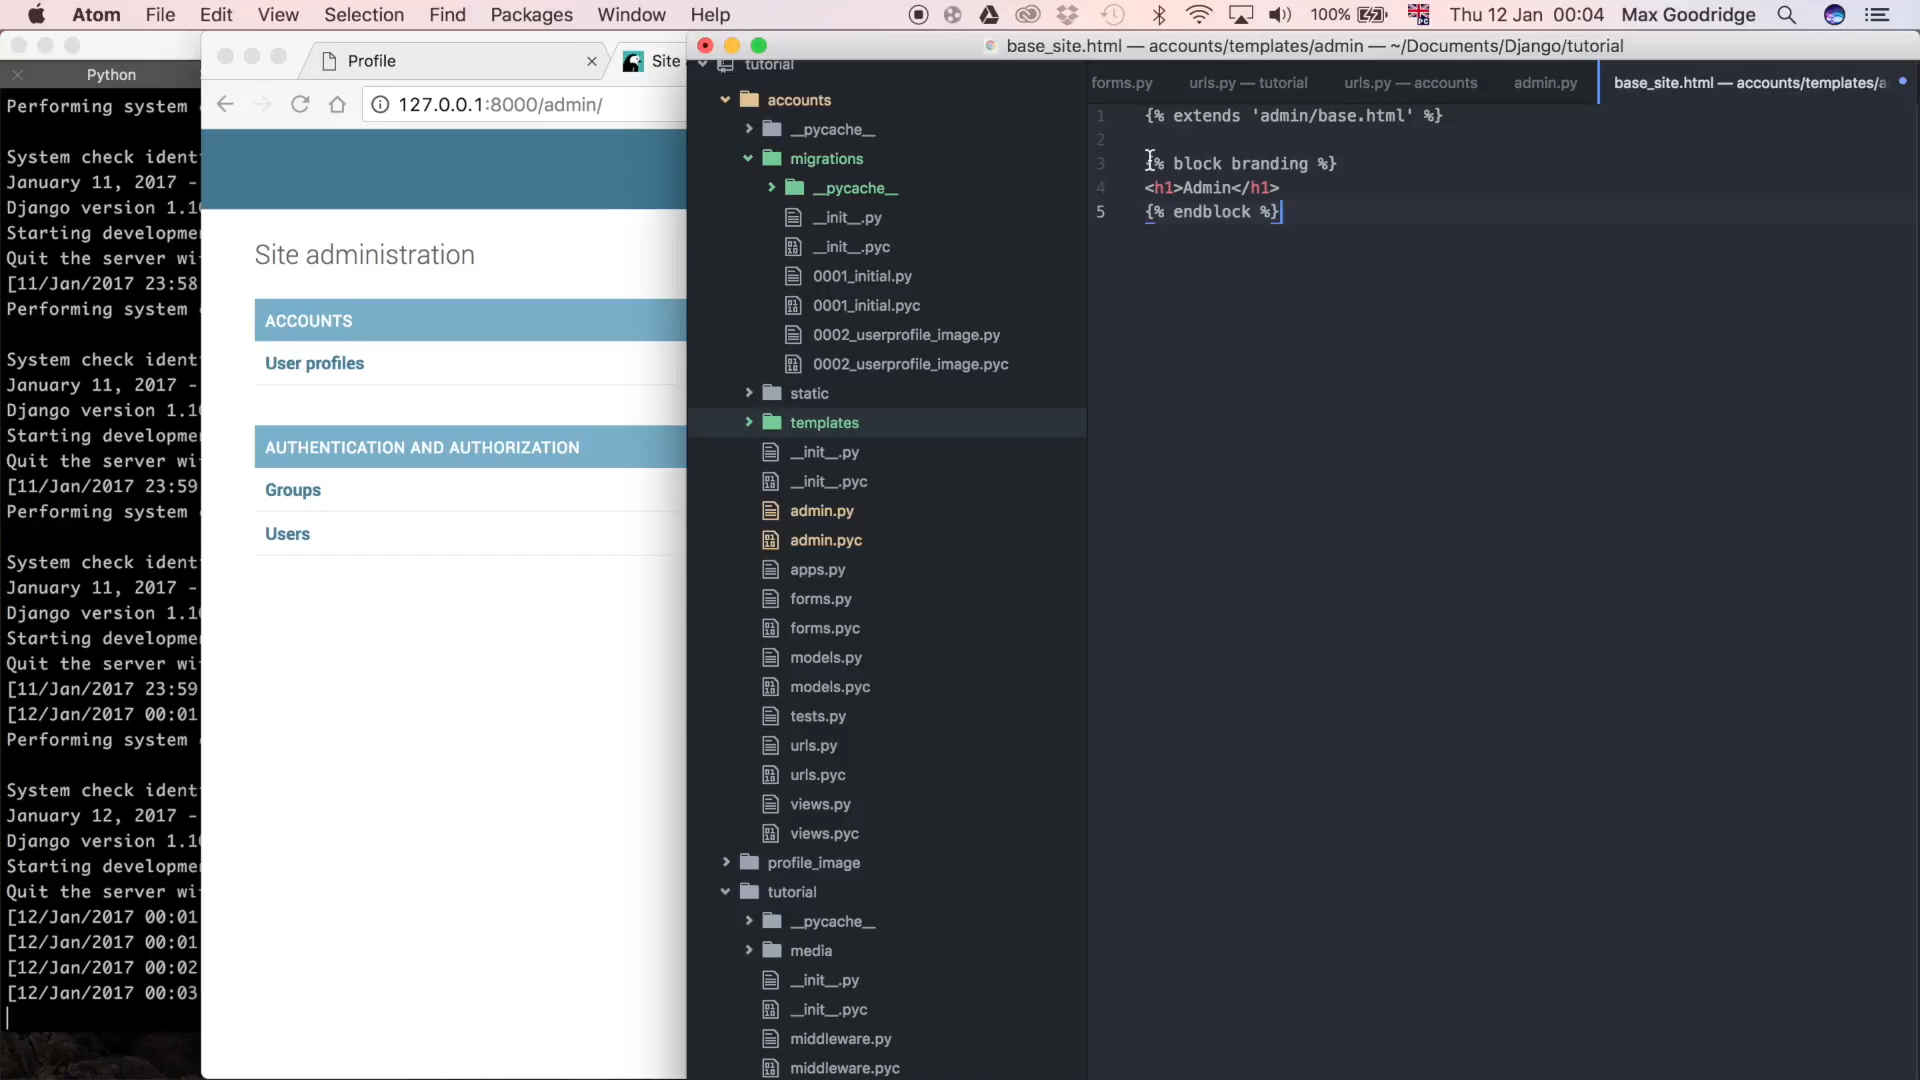 Atom File Edit View Selection Find Packages Window Help 100% Thu 12 Jan 00:04 Max Goodridge
Python
Performing system
System check ident
January 11, 2017 -
Django version 1.1
Starting developme
Quit the server wi
[11/Jan/2017 23:58
Performing system
System check ident
January 11, 2017 -
Django version 1.1
Starting developme
Quit the server wi
[11/Jan/2017 23:59
Performing system
System check ident
January 11, 2017 -
Django version 1.1
Starting developme
Quit the server wi
[11/Jan/2017 23:59
[12/Jan/2017 00:01
Performing system
System check ident
January 12, 2017 -
Django version 1.1
Starting developme
Quit the server wi
[12/Jan/2017 00:01
[12/Jan/2017 00:01
[12/Jan/2017 00:02
[12/Jan/2017 00:03
Profile
Site
127.0.0.1:8000/admin/
Site administration
ACCOUNTS
User profiles
AUTHENTICATION AND AUTHORIZATION
Groups
Users
base_site.html — accounts/templates/admin — ~/Documents/Django/tutorial
tutorial
accounts
__pycache__
migrations
__pycache__
__init__.py
__init__.pyc
0001_initial.py
0001_initial.pyc
0002_userprofile_image.py
0002_userprofile_image.pyc
static
templates
__init__.py
__init__.pyc
admin.py
admin.pyc
apps.py
forms.py
forms.pyc
models.py
models.pyc
tests.py
urls.py
urls.pyc
views.py
views.pyc
profile_image
tutorial
__pycache__
media
__init__.py
__init__.pyc
middleware.py
middleware.pyc
forms.py urls.py — tutorial urls.py — accounts admin.py base_site.html — accounts/templates/a
1 {% extends 'admin/base.html' %}
2
3 {% block branding %}
4 <h1>Admin</h1>
5 {% endblock %}